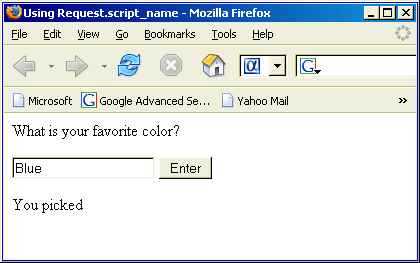 Using Request.script_name - Mozilla Firefox
File Edit View Go Bookmarks Tools Help
α G
Microsoft G Google Advanced Se... Yahoo Mail »
What is your favorite color?
Blue Enter
You picked